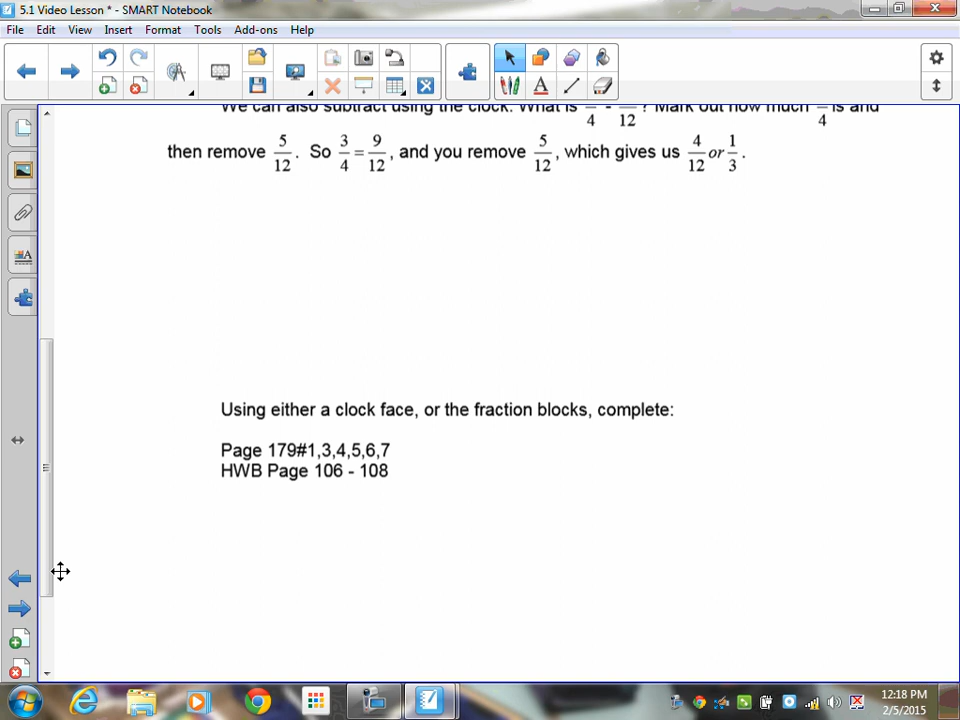 5.1 Video Lesson * - SMART Notebook
File Edit View Insert Format Tools Add-ons Help
We can also subtract using the clock. What is /4 - /12 ? Mark out how much /4 is and
then remove 5/12 . So 3/4 = 9/12 , and you remove 5/12 , which gives us 4/12 or 1/3 .
Using either a clock face, or the fraction blocks, complete:
Page 179#1,3,4,5,6,7
HWB Page 106 - 108
12:18 PM
2/5/2015